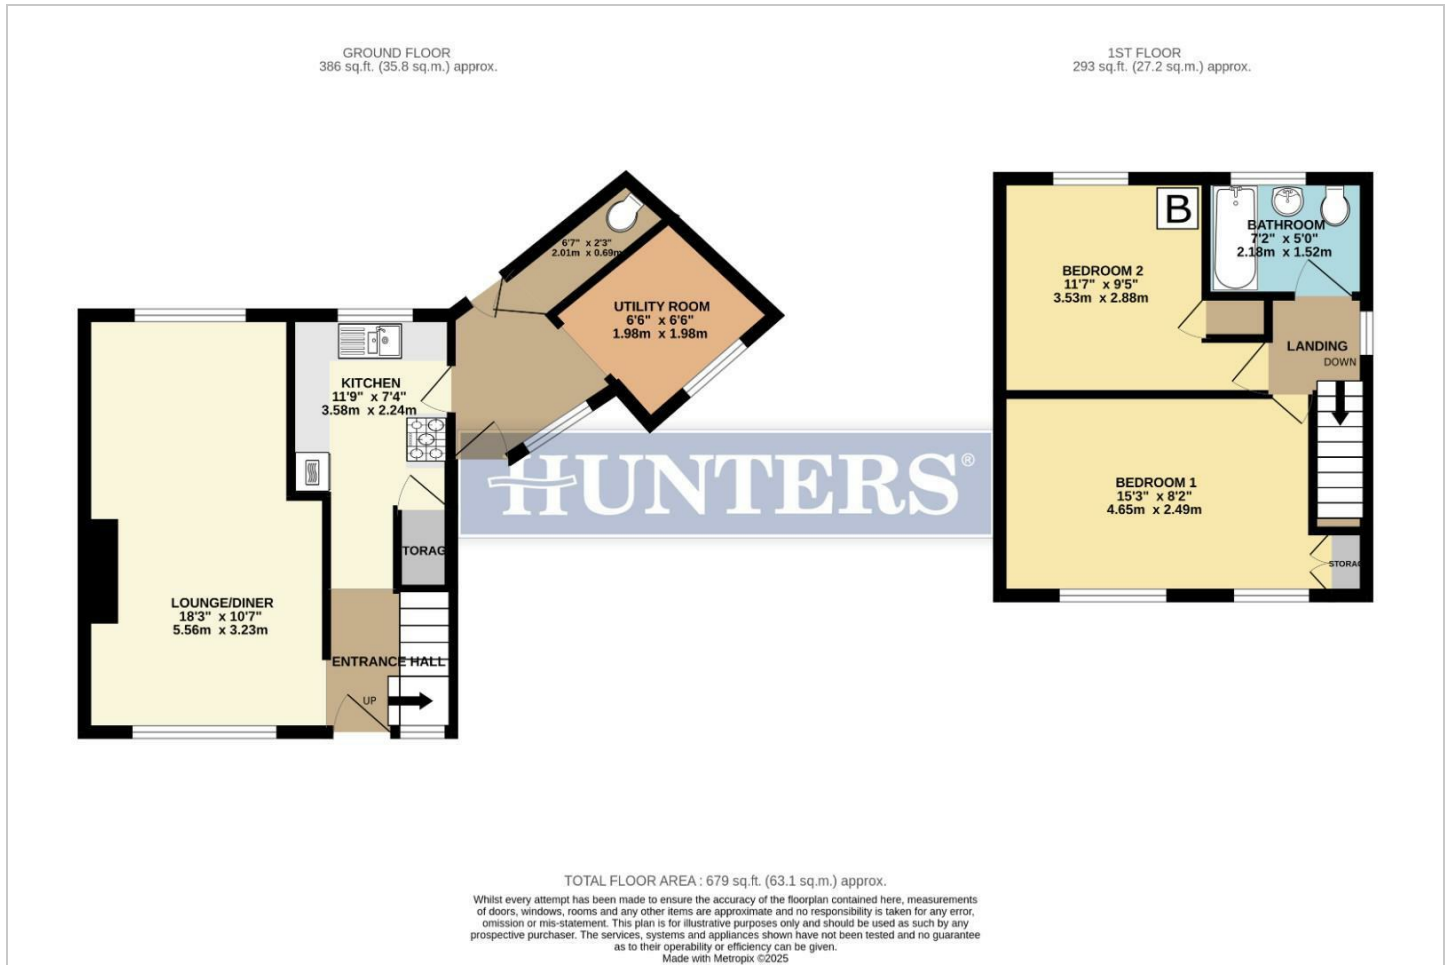 GROUND FLOOR
386 sq.ft. (35.8 sq.m.) approx.
1ST FLOOR
293 sq.ft. (27.2 sq.m.) approx.
6'7" x 2'3"
2.01m x 0.69m
UTILITY ROOM
6'6" x 6'6"
1.98m x 1.98m
KITCHEN
11'9" x 7'4"
3.58m x 2.24m
STORAG
LOUNGE/DINER
18'3" x 10'7"
5.56m x 3.23m
ENTRANCE HALL
UP
HUNTERS®
B
BATHROOM
7'2" x 5'0"
2.18m x 1.52m
BEDROOM 2
11'7" x 9'5"
3.53m x 2.88m
LANDING
DOWN
BEDROOM 1
15'3" x 8'2"
4.65m x 2.49m
STORAG
TOTAL FLOOR AREA : 679 sq.ft. (63.1 sq.m.) approx.
Whilst every attempt has been made to ensure the accuracy of the floorplan contained here, measurements
of doors, windows, rooms and any other items are approximate and no responsibility is taken for any error,
omission or mis-statement. This plan is for illustrative purposes only and should be used as such by any
prospective purchaser. The services, systems and appliances shown have not been tested and no guarantee
as to their operability or efficiency can be given.
Made with Metropix ©2025